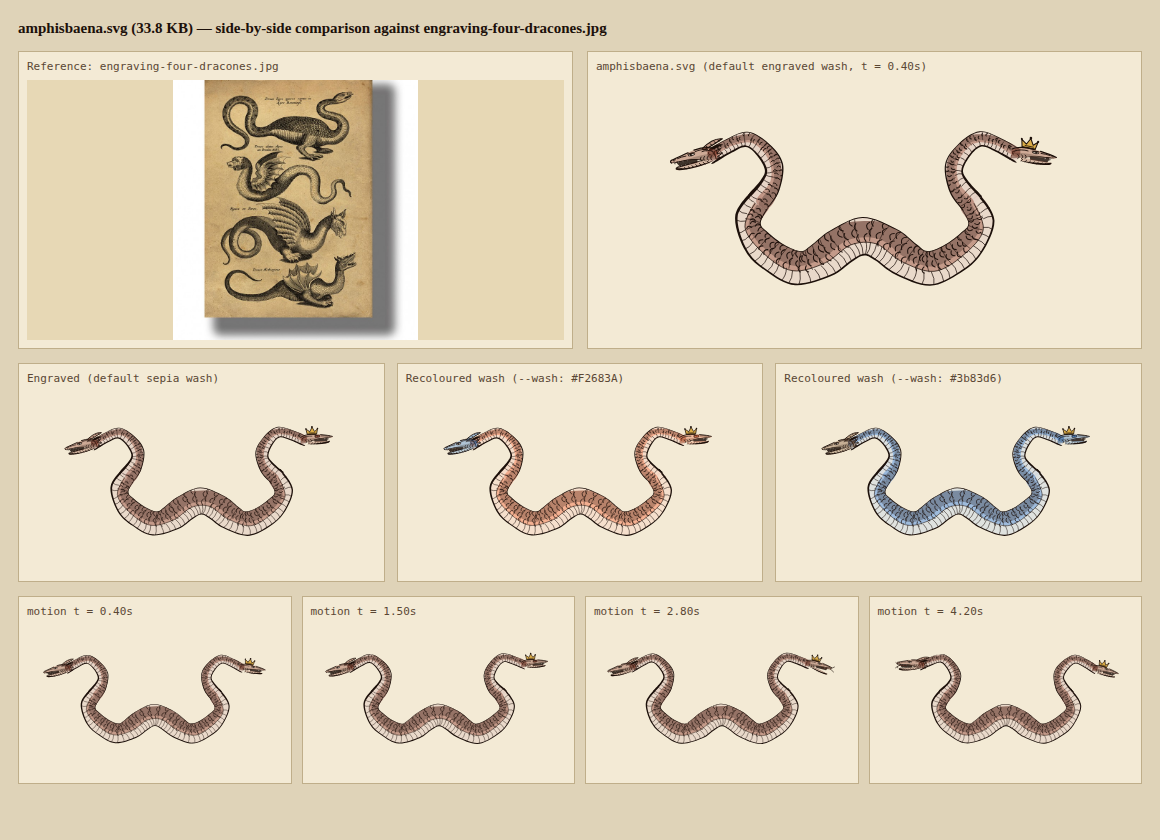 amphisbaena.svg (33.8 KB) — side-by-side comparison against engraving-four-dracones.jpg
Reference: engraving-four-dracones.jpg
amphisbaena.svg (default engraved wash, t = 0.40s)
Engraved (default sepia wash)
Recoloured wash (--wash: #F2683A)
Recoloured wash (--wash: #3b83d6)
motion t = 0.40s
motion t = 1.50s
motion t = 2.80s
motion t = 4.20s